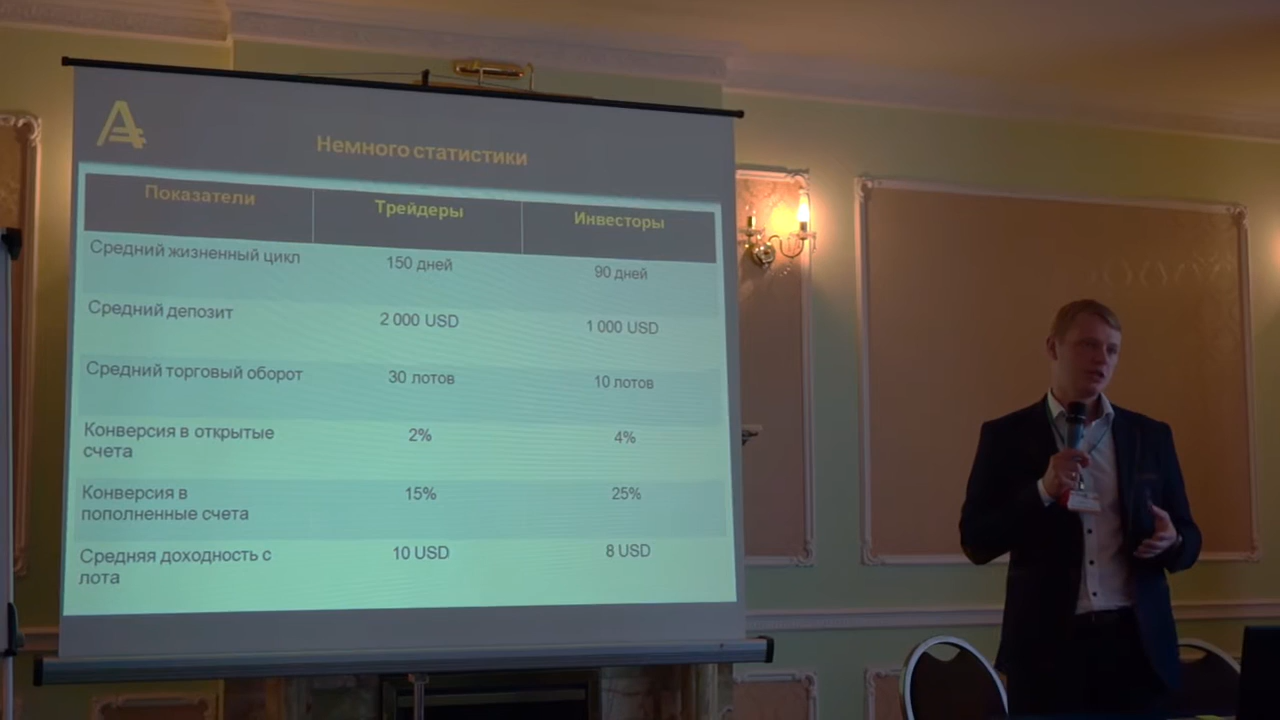 Немного статистики
Показатели Трейдеры Инвесторы
Средний жизненный цикл 150 дней 90 дней
Средний депозит 2 000 USD 1 000 USD
Средний торговый оборот 30 лотов 10 лотов
Конверсия в открытые 2% 4%
счета
Конверсия в 15% 25%
пополненные счета
Средняя доходность с 10 USD 8 USD
лота